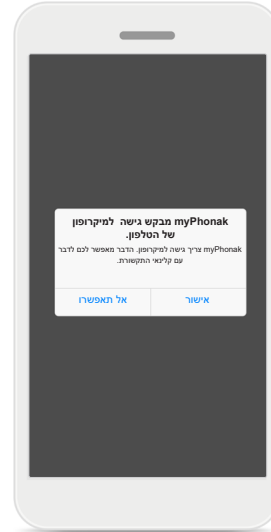 myPhonak מבקש גישה למיקרופון
של הטלפון.
myPhonak צריך גישה למיקרופון. הדבר מאפשר לכם לדבר
עם קלינאי התקשורת.
אישור
אל תאפשרו